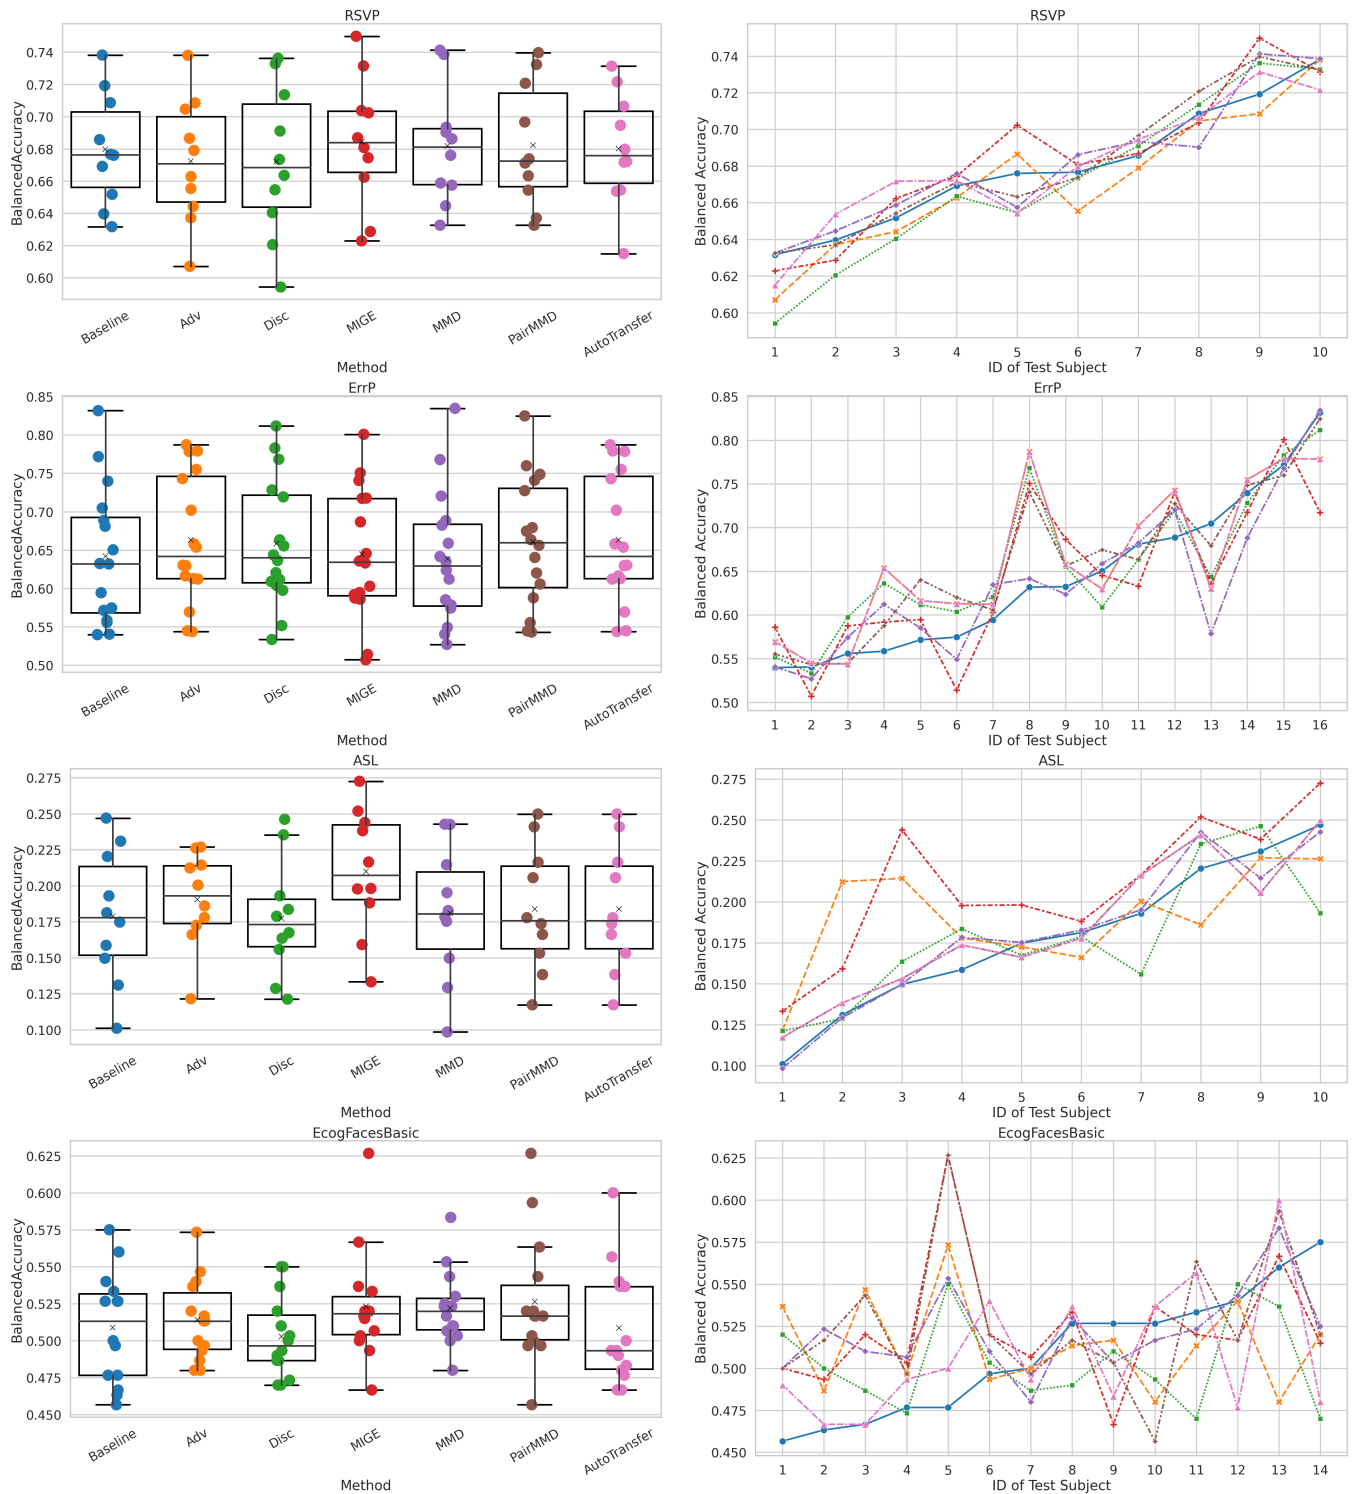 RSVP
BalancedAccuracy
0.74
0.72
0.70
0.68
0.66
0.64
0.62
0.60
Baseline
Adv
Disc
MIGE
MMD
PairMMD
AutoTransfer
Method
RSVP
Balanced Accuracy
0.74
0.72
0.70
0.68
0.66
0.64
0.62
0.60
1 2 3 4 5 6 7 8 9 10
ID of Test Subject
ErrP
BalancedAccuracy
0.85
0.80
0.75
0.70
0.65
0.60
0.55
0.50
Baseline
Adv
Disc
MIGE
MMD
PairMMD
AutoTransfer
Method
ErrP
Balanced Accuracy
0.85
0.80
0.75
0.70
0.65
0.60
0.55
0.50
1 2 3 4 5 6 7 8 9 10 11 12 13 14 15 16
ID of Test Subject
ASL
BalancedAccuracy
0.275
0.250
0.225
0.200
0.175
0.150
0.125
0.100
Baseline
Adv
Disc
MIGE
MMD
PairMMD
AutoTransfer
Method
ASL
Balanced Accuracy
0.275
0.250
0.225
0.200
0.175
0.150
0.125
0.100
1 2 3 4 5 6 7 8 9 10
ID of Test Subject
EcogFacesBasic
BalancedAccuracy
0.625
0.600
0.575
0.550
0.525
0.500
0.475
0.450
Baseline
Adv
Disc
MIGE
MMD
PairMMD
AutoTransfer
Method
EcogFacesBasic
Balanced Accuracy
0.625
0.600
0.575
0.550
0.525
0.500
0.475
0.450
1 2 3 4 5 6 7 8 9 10 11 12 13 14
ID of Test Subject